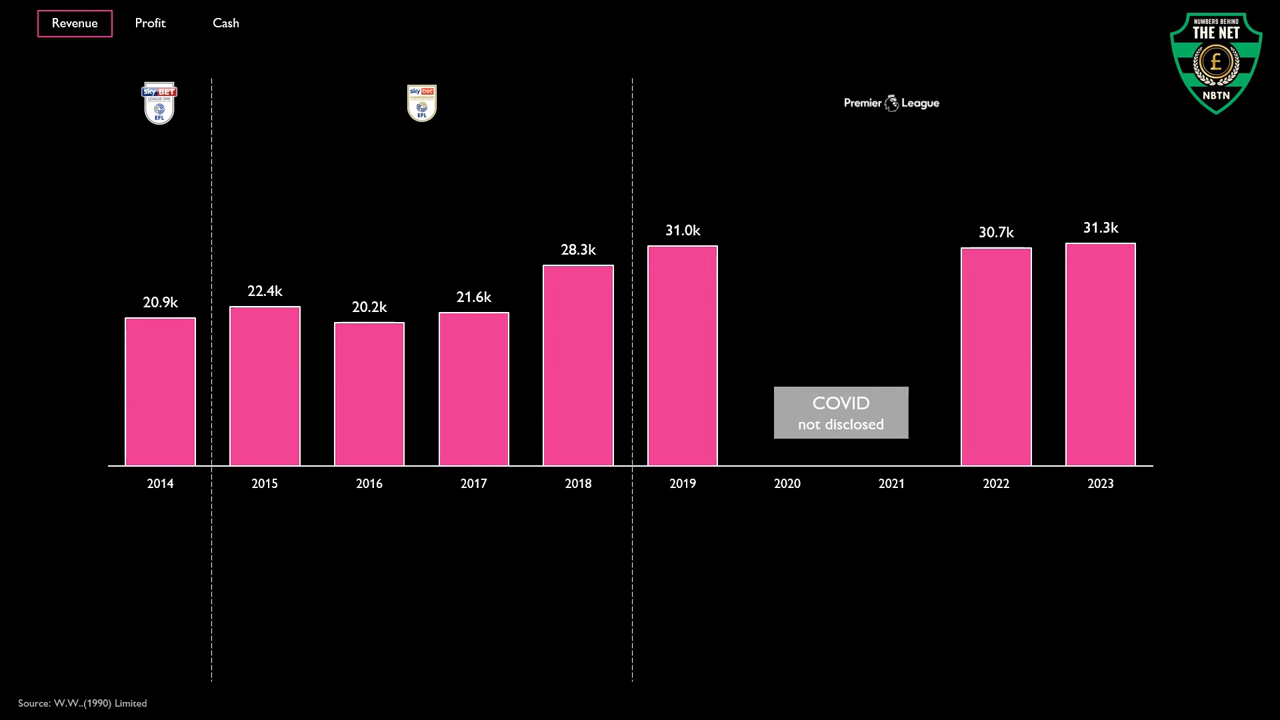 Revenue
Profit
Cash
NUMBERS BEHIND
THE NET
£
NBTN
sky BET
LEAGUE ONE
EFL
sky bet
EFL
Premier League
20.9k
22.4k
20.2k
21.6k
28.3k
31.0k
30.7k
31.3k
COVID
not disclosed
2014
2015
2016
2017
2018
2019
2020
2021
2022
2023
Source: W.W..(1990) Limited